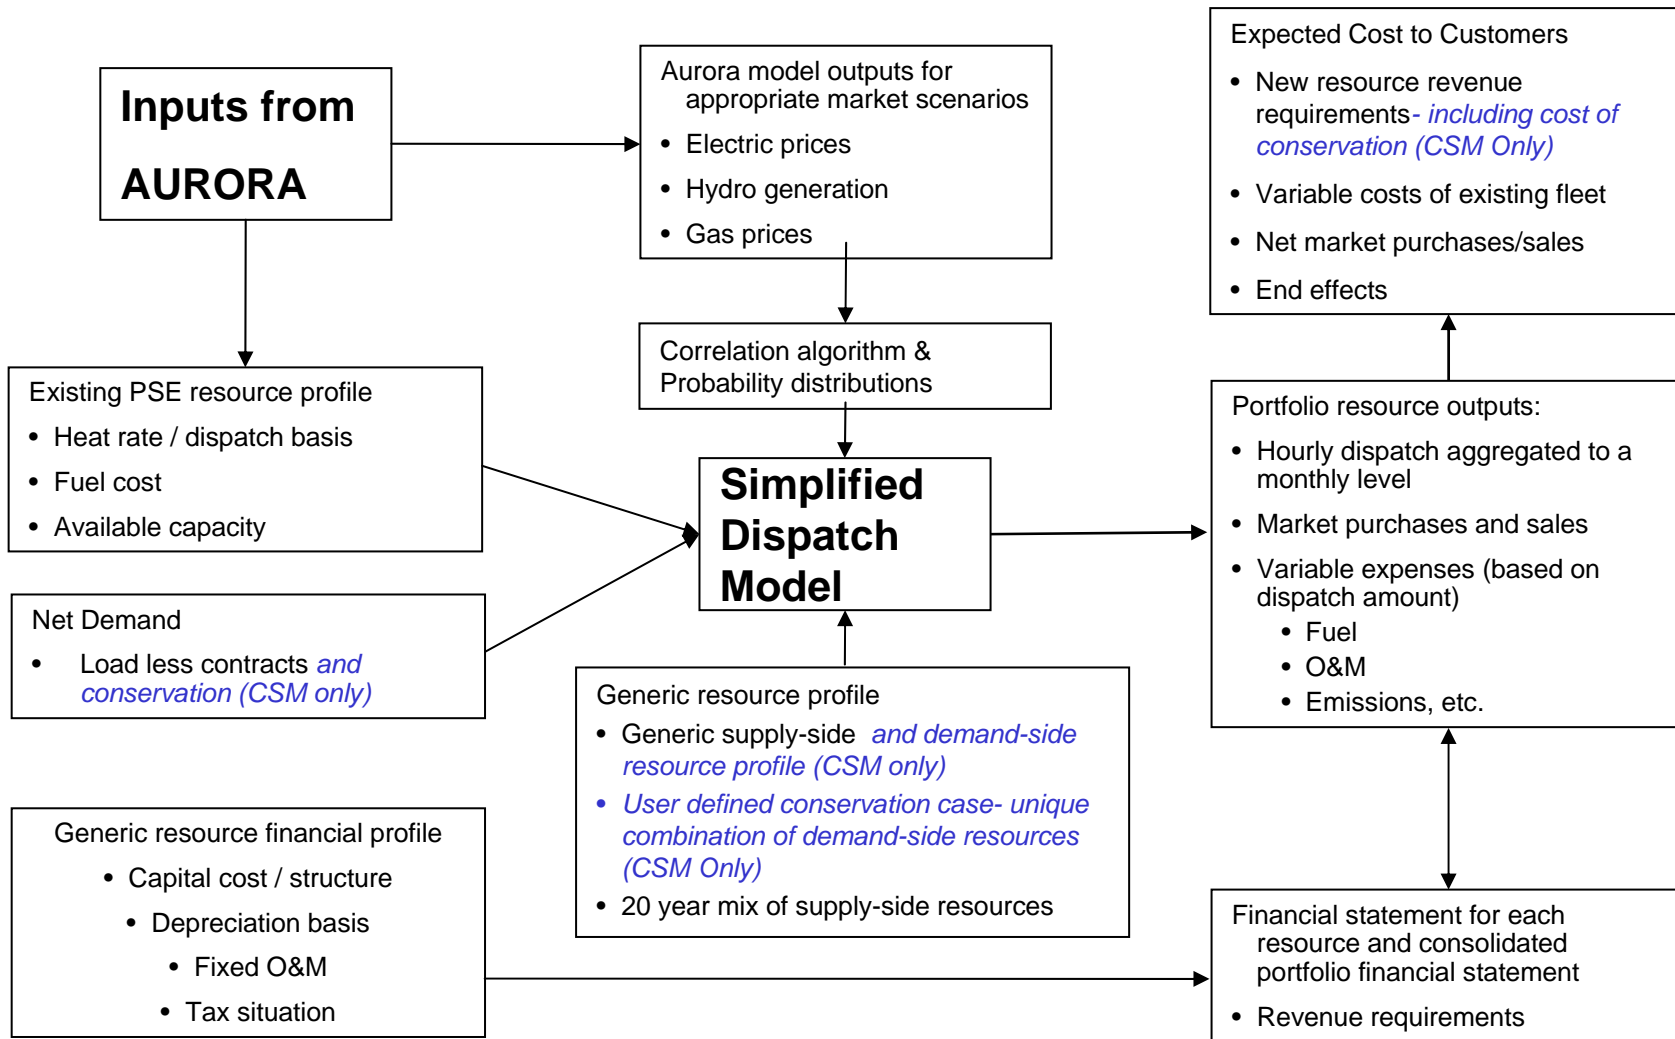 Inputs from
AURORA
Aurora model outputs for
appropriate market scenarios
• Electric prices
• Hydro generation
• Gas prices
Expected Cost to Customers
• New resource revenue
requirements- including cost of
conservation (CSM Only)
• Variable costs of existing fleet
• Net market purchases/sales
• End effects
Correlation algorithm &
Probability distributions
Existing PSE resource profile
• Heat rate / dispatch basis
• Fuel cost
• Available capacity
Simplified
Dispatch
Model
Portfolio resource outputs:
• Hourly dispatch aggregated to a
monthly level
• Market purchases and sales
• Variable expenses (based on
dispatch amount)
• Fuel
• O&M
• Emissions, etc.
Net Demand
• Load less contracts and
conservation (CSM only)
Generic resource profile
• Generic supply-side and demand-side
resource profile (CSM only)
• User defined conservation case- unique
combination of demand-side resources
(CSM Only)
• 20 year mix of supply-side resources
Generic resource financial profile
• Capital cost / structure
• Depreciation basis
• Fixed O&M
• Tax situation
Financial statement for each
resource and consolidated
portfolio financial statement
• Revenue requirements